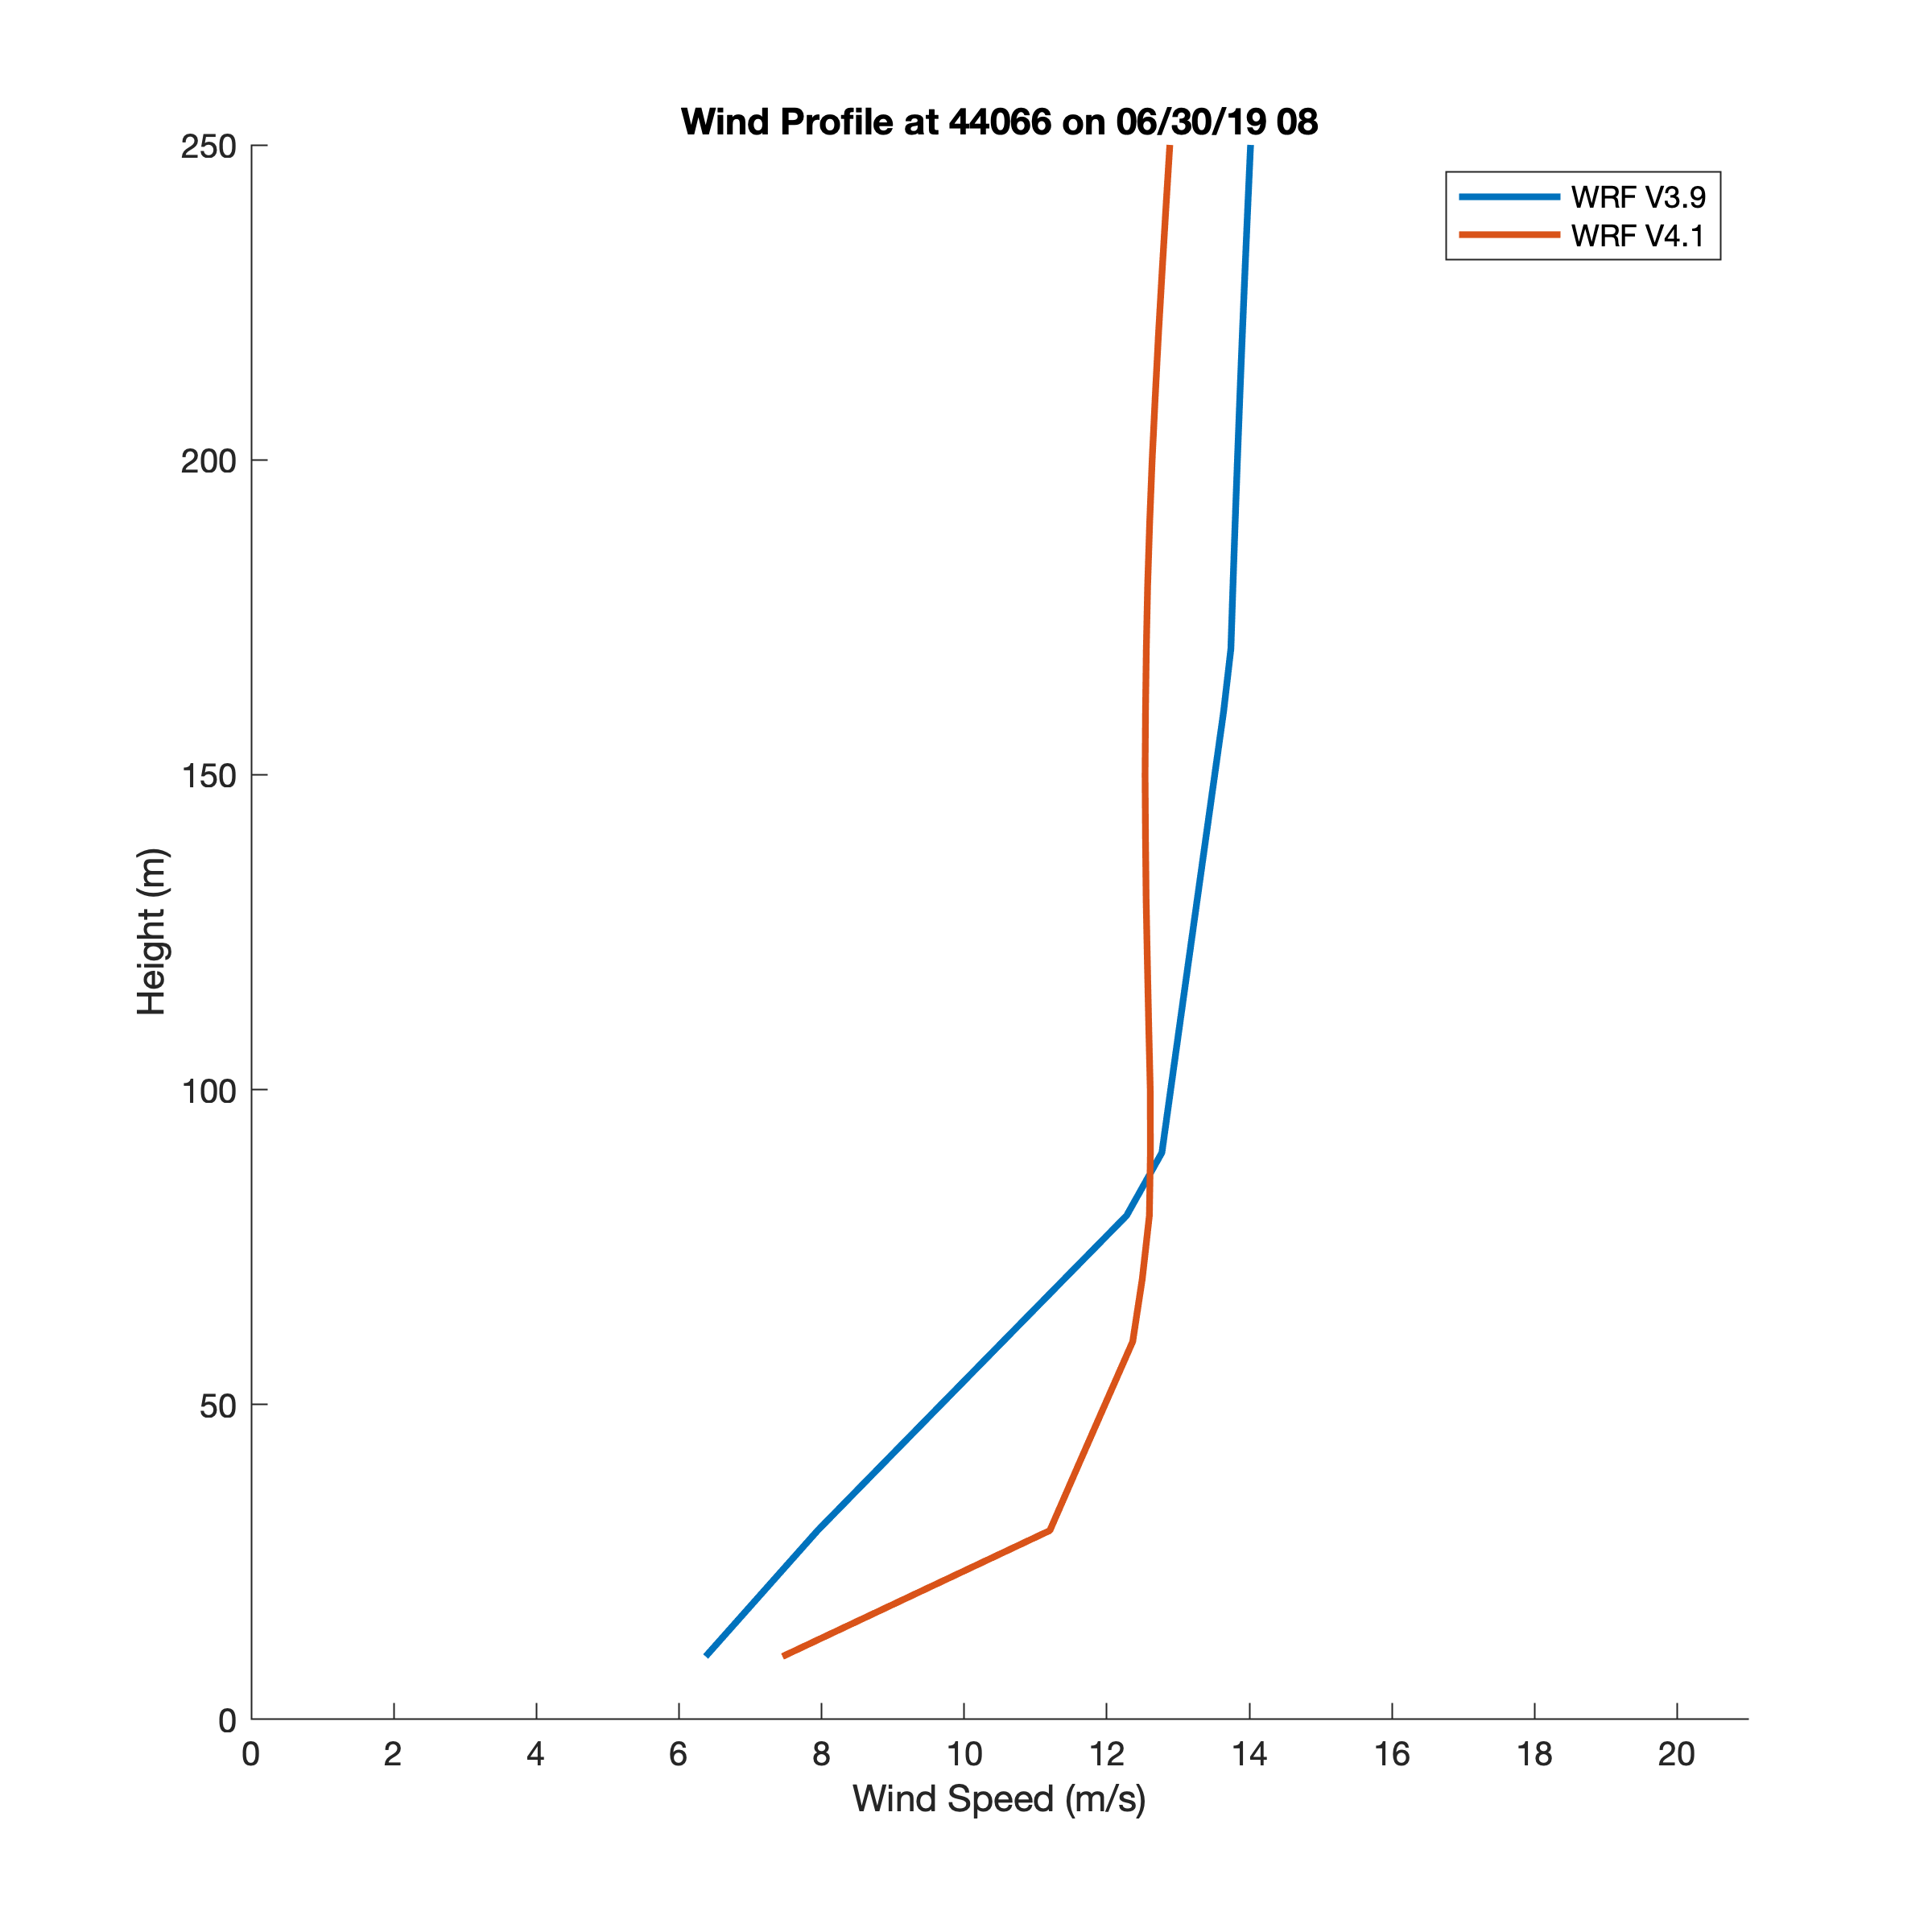 Wind Profile at 44066 on 06/30/19 08
WRF V3.9
WRF V4.1
250
200
150
100
50
0
Height (m)
0 2 4 6 8 10 12 14 16 18 20
Wind Speed (m/s)